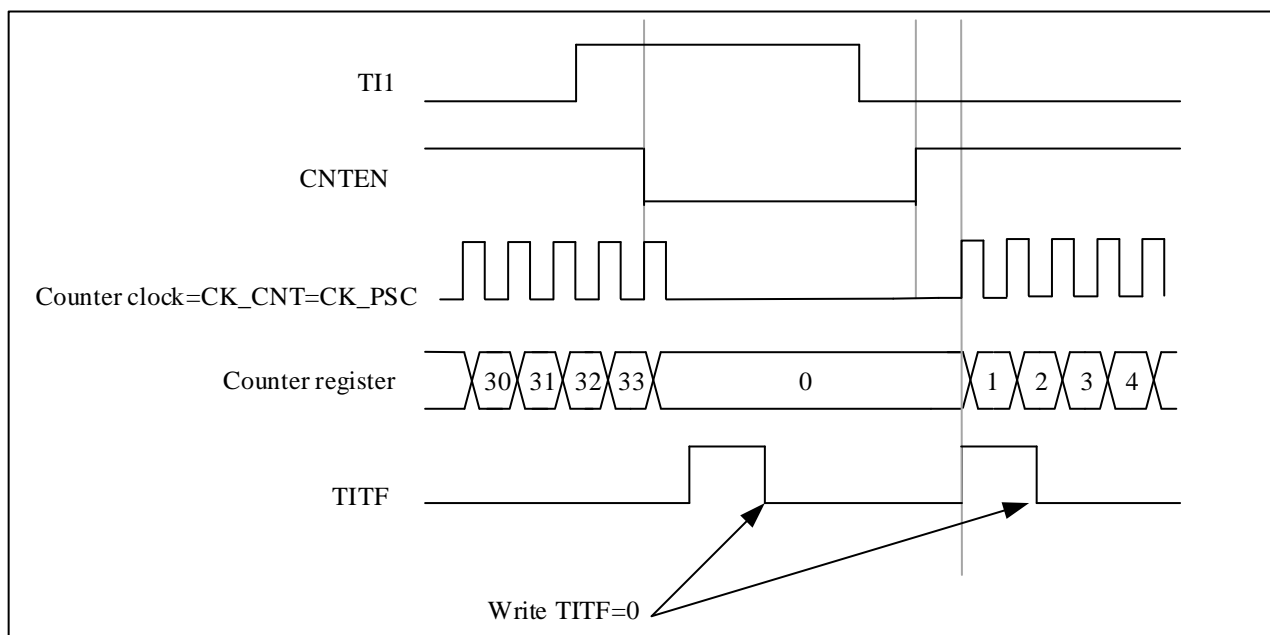 TI1
CNTEN
Counter clock=CK_CNT=CK_PSC
Counter register 30 31 32 33 0 1 2 3 4
TITF
Write TITF=0